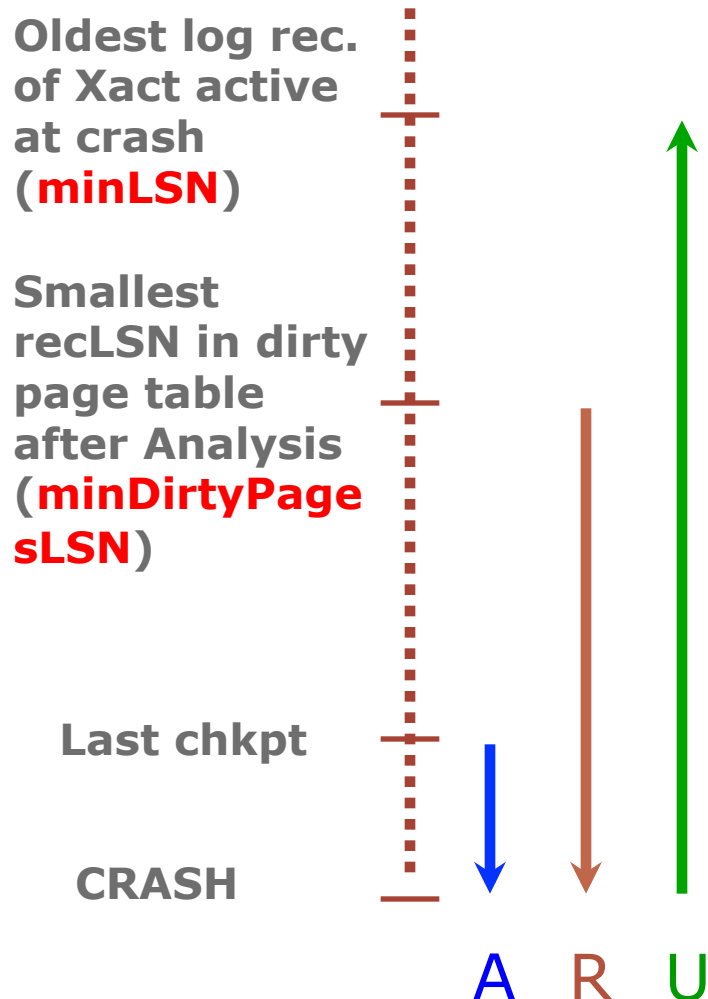 Oldest log rec.
of Xact active
at crash
(minLSN)
Smallest
recLSN in dirty
page table
after Analysis
(minDirtyPage
sLSN)
Last chkpt
CRASH
A R U